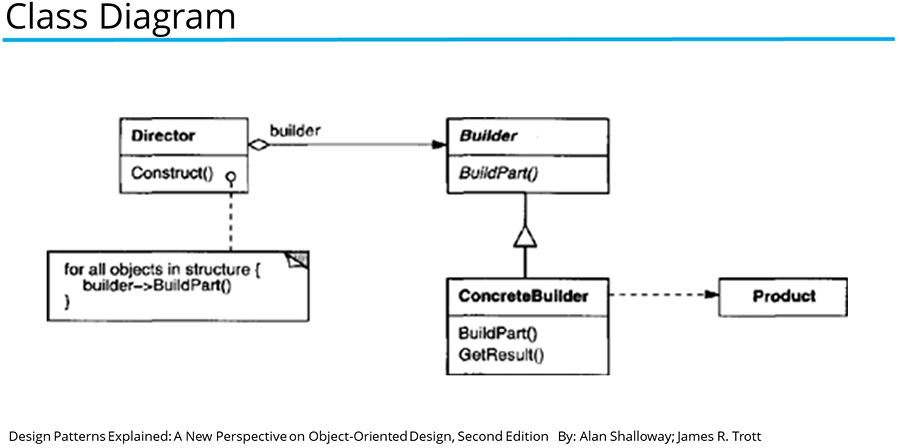 Class Diagram
Director
builder
Builder
Construct()
BuildPart()
for all objects in structure {
builder->BuildPart()
}
ConcreteBuilder
Product
BuildPart()
GetResult()
Design Patterns Explained: A New Perspective on Object-Oriented Design, Second Edition By: Alan Shalloway; James R. Trott